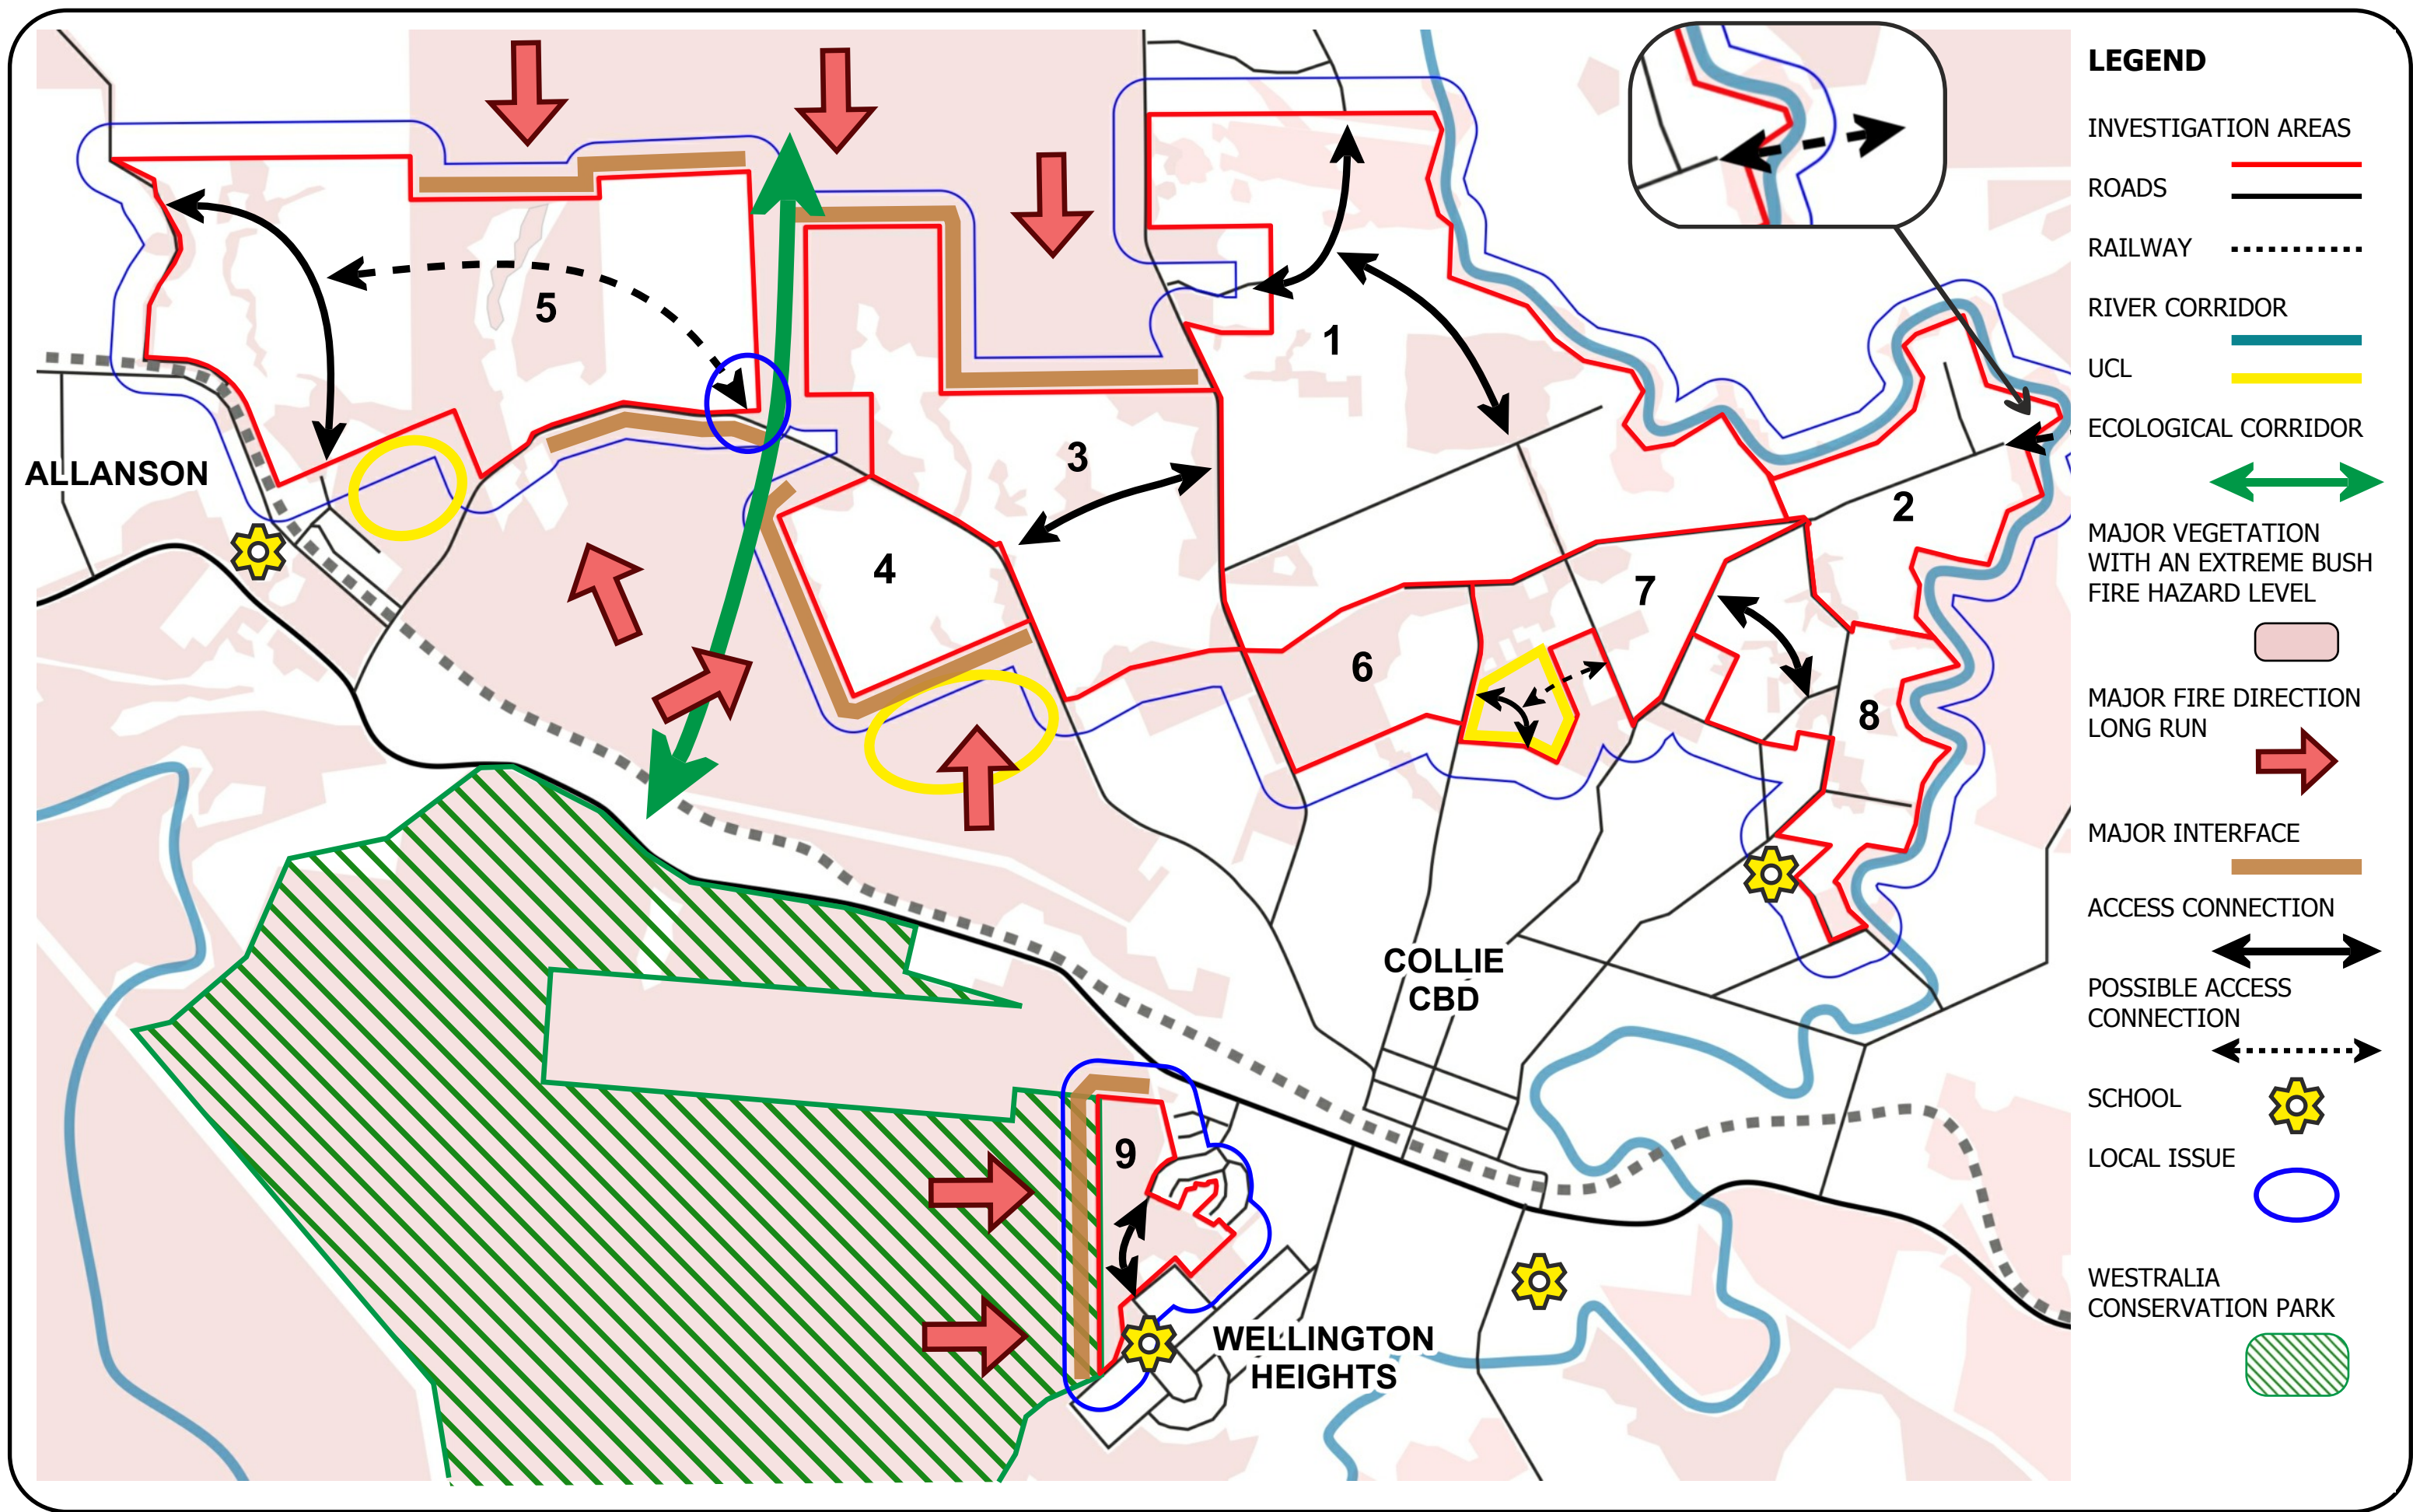 LEGEND
INVESTIGATION AREAS
ROADS
RAILWAY
RIVER CORRIDOR
UCL
ECOLOGICAL CORRIDOR
MAJOR VEGETATION
WITH AN EXTREME BUSH
FIRE HAZARD LEVEL
MAJOR FIRE DIRECTION
LONG RUN
MAJOR INTERFACE
ACCESS CONNECTION
POSSIBLE ACCESS
CONNECTION
SCHOOL
LOCAL ISSUE
WESTRALIA
CONSERVATION PARK
5
1
3
ALLANSON
2
4
7
6
8
COLLIE
CBD
9
WELLINGTON
HEIGHTS